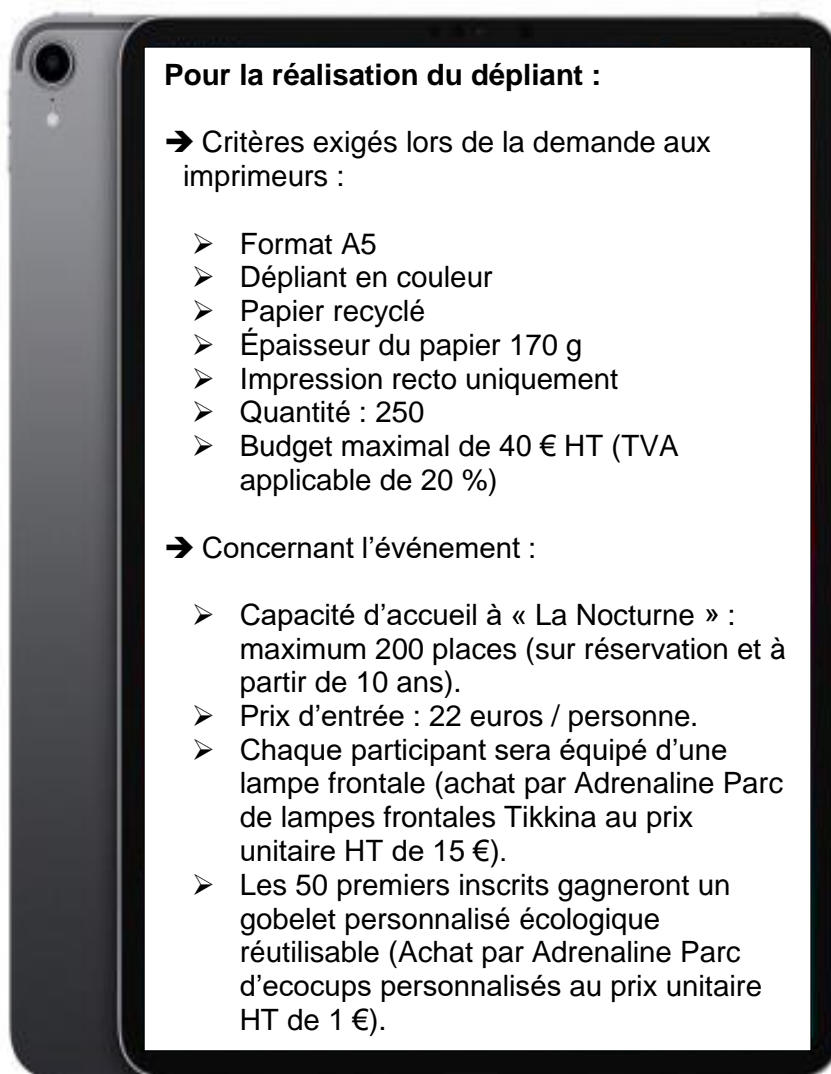 Pour la réalisation du dépliant :
➔ Critères exigés lors de la demande aux
imprimeurs :
➢ Format A5
➢ Dépliant en couleur
➢ Papier recyclé
➢ Épaisseur du papier 170 g
➢ Impression recto uniquement
➢ Quantité : 250
➢ Budget maximal de 40 € HT (TVA
applicable de 20 %)
➔ Concernant l’événement :
➢ Capacité d’accueil à « La Nocturne » :
maximum 200 places (sur réservation et à
partir de 10 ans).
➢ Prix d’entrée : 22 euros / personne.
➢ Chaque participant sera équipé d’une
lampe frontale (achat par Adrenaline Parc
de lampes frontales Tikkina au prix
unitaire HT de 15 €).
➢ Les 50 premiers inscrits gagneront un
gobelet personnalisé écologique
réutilisable (Achat par Adrenaline Parc
d’ecocups personnalisés au prix unitaire
HT de 1 €).